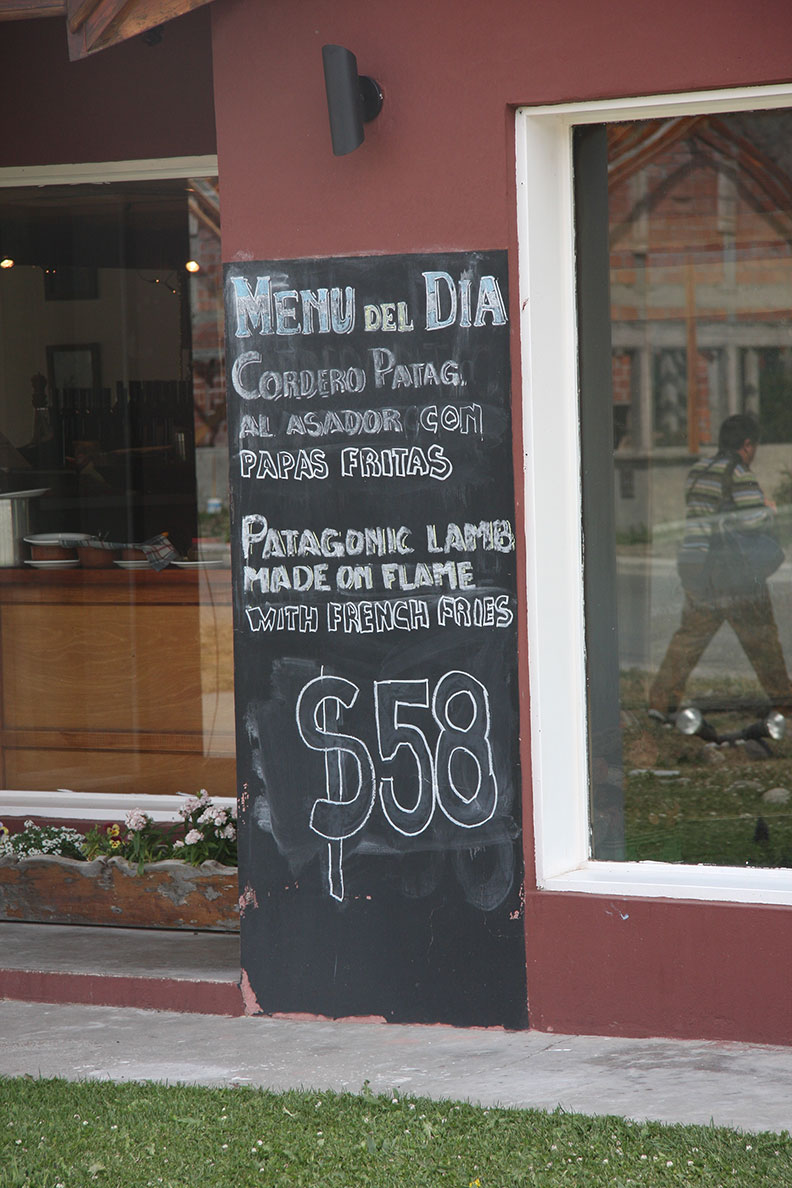 MENU DEL DIA
CORDERO PATAG.
AL ASADOR CON
PAPAS FRITAS
PATAGONIC LAMB
MADE ON FLAME
WITH FRENCH FRIES
$58